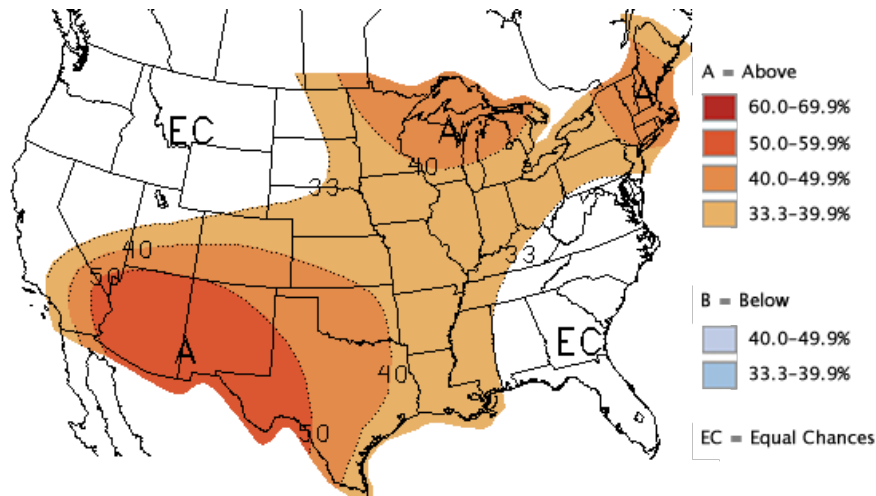 EC
A
A
40
33
33
40
50
A
EC
40
50
A = Above
60.0-69.9%
50.0-59.9%
40.0-49.9%
33.3-39.9%
B = Below
40.0-49.9%
33.3-39.9%
EC = Equal Chances